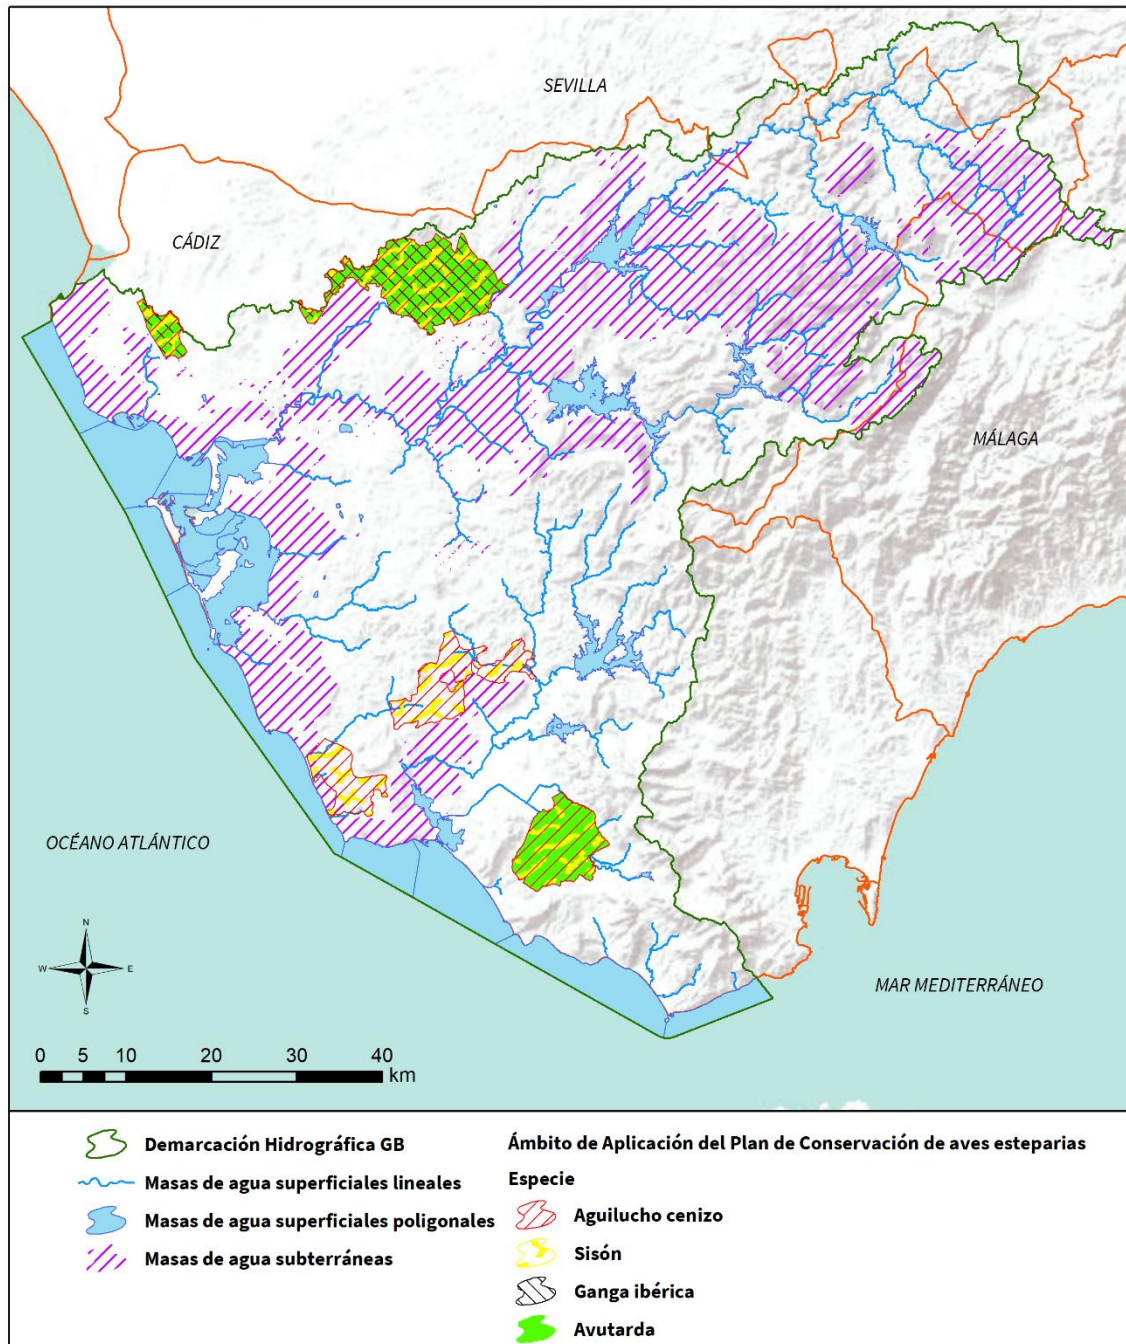 SEVILLA
CÁDIZ
MÁLAGA
OCÉANO ATLÁNTICO
MAR MEDITERRÁNEO
N
W E
S
0 5 10 20 30 40
km
Demarcación Hidrográfica GB
Masas de agua superficiales lineales
Masas de agua superficiales poligonales
Masas de agua subterráneas
Ámbito de Aplicación del Plan de Conservación de aves esteparias
Especie
Aguilucho cenizo
Sisón
Ganga ibérica
Avutarda